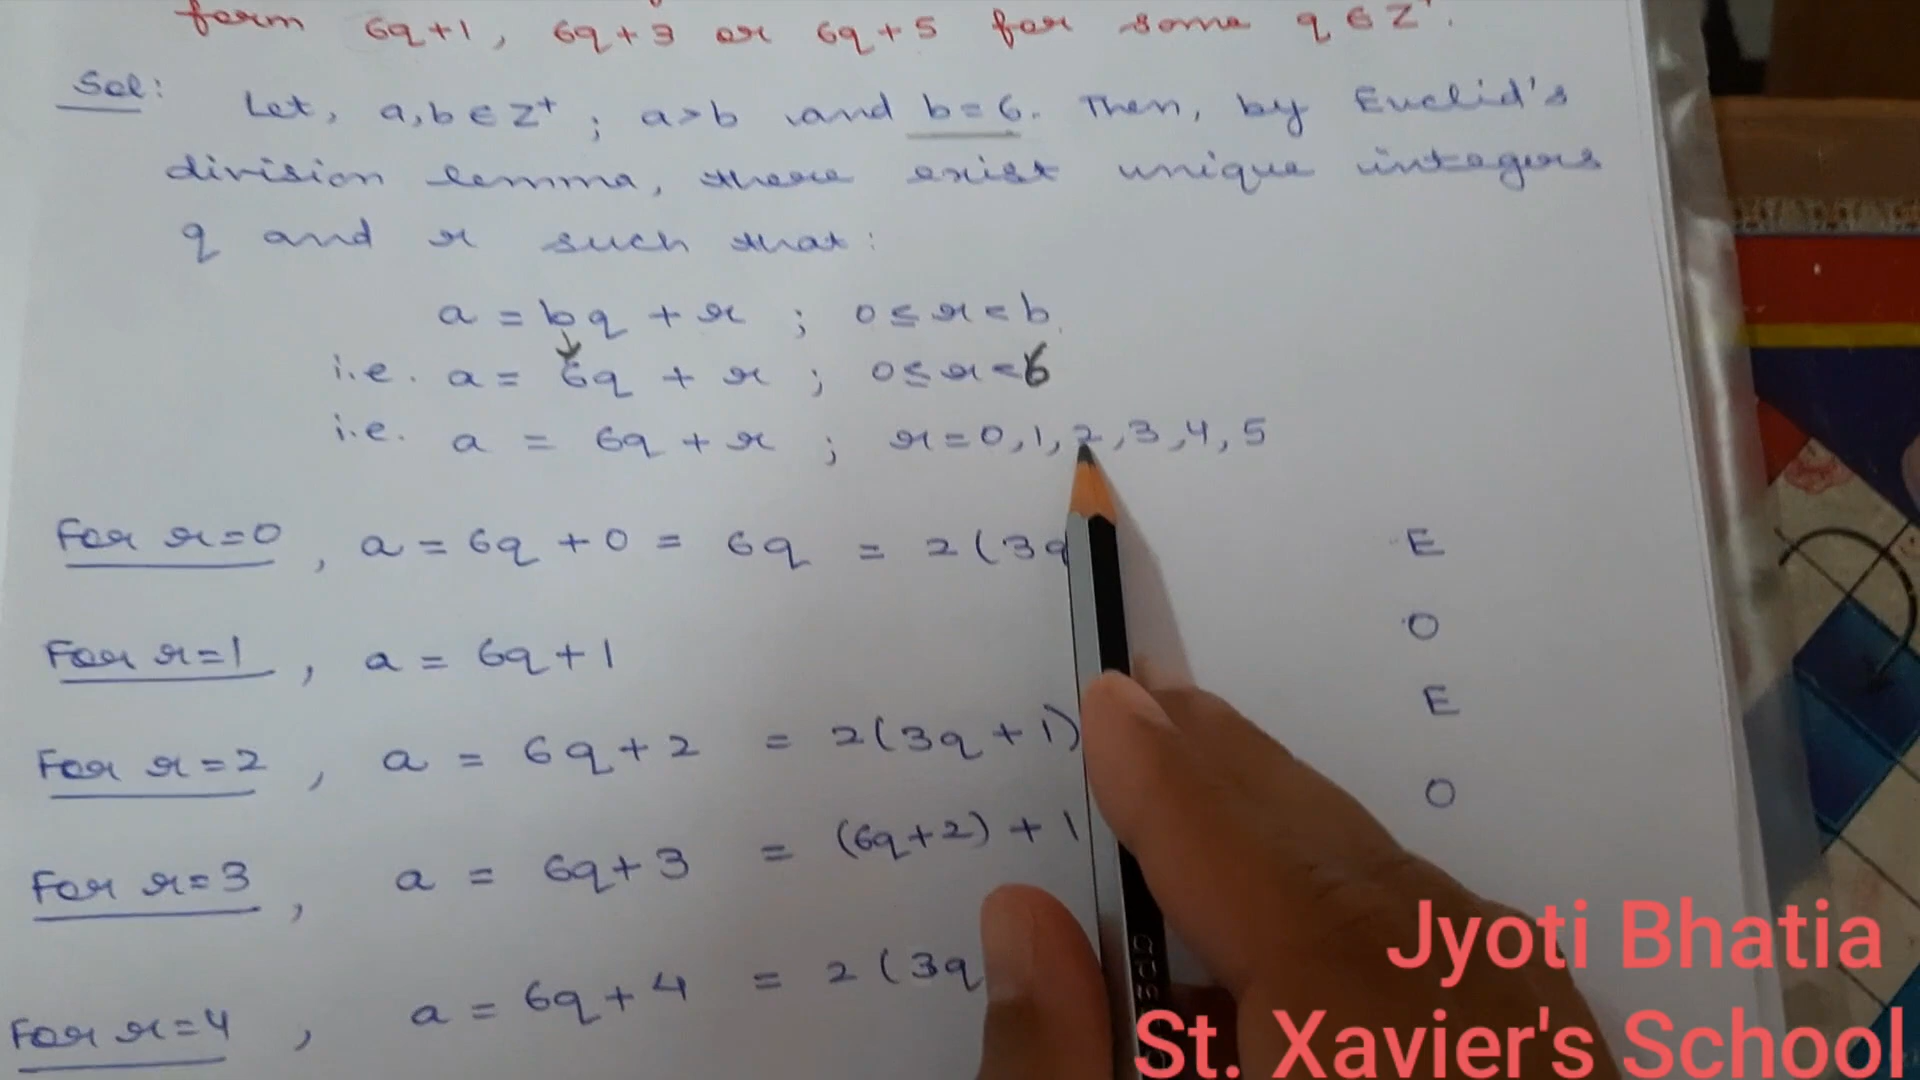 form 6q+1, 6q+3 or 6q+5 for some q ∈ Z⁺.
Sol: Let, a,b ∈ Z⁺ ; a>b and b=6. Then, by Euclid's
division lemma, there exist unique integers
q and r such that:
a = bq + r ; 0≤r<b
i.e. a = 6q + r ; 0≤r<6
i.e. a = 6q + r ; r=0,1,2,3,4,5
For r=0, a = 6q+0 = 6q = 2(3q E
For r=1, a = 6q+1 O
For r=2, a = 6q+2 = 2(3q+1) E
For r=3, a = 6q+3 = (6q+2)+1 O
For r=4, a = 6q+4 = 2(3q
Jyoti Bhatia
St. Xavier's School